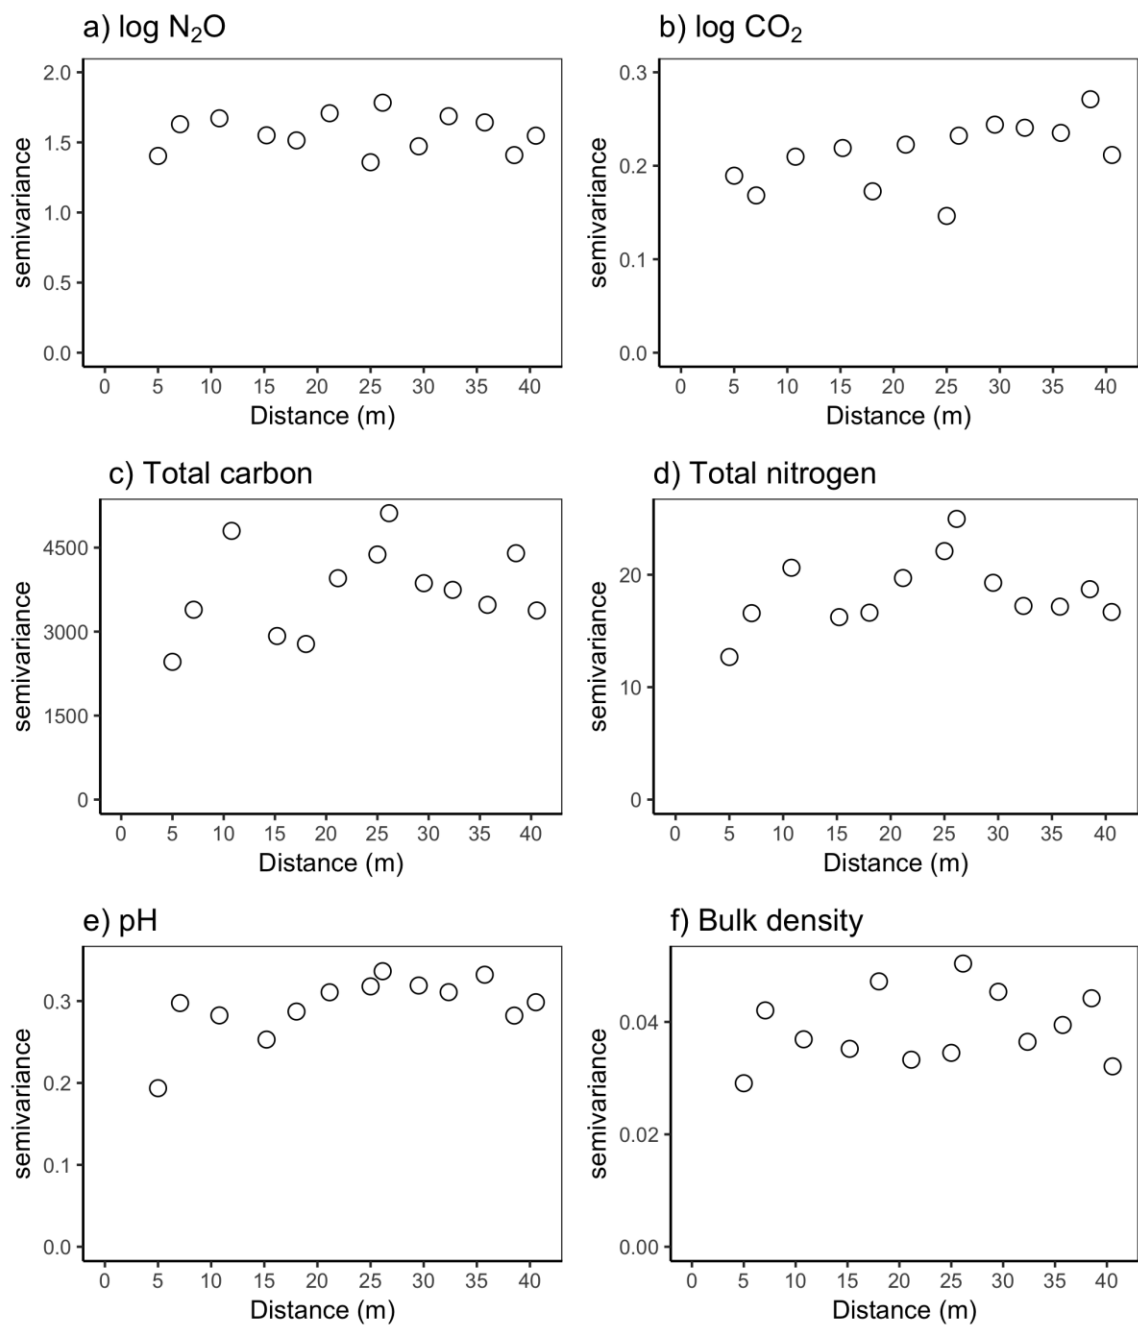 a) log N₂O
2.0
1.5
1.0
0.5
0.0
semivariance
0 5 10 15 20 25 30 35 40
Distance (m)
b) log CO₂
0.3
0.2
0.1
0.0
semivariance
0 5 10 15 20 25 30 35 40
Distance (m)
c) Total carbon
4500
3000
1500
0
semivariance
0 5 10 15 20 25 30 35 40
Distance (m)
d) Total nitrogen
20
10
0
semivariance
0 5 10 15 20 25 30 35 40
Distance (m)
e) pH
0.3
0.2
0.1
0.0
semivariance
0 5 10 15 20 25 30 35 40
Distance (m)
f) Bulk density
0.04
0.02
0.00
semivariance
0 5 10 15 20 25 30 35 40
Distance (m)